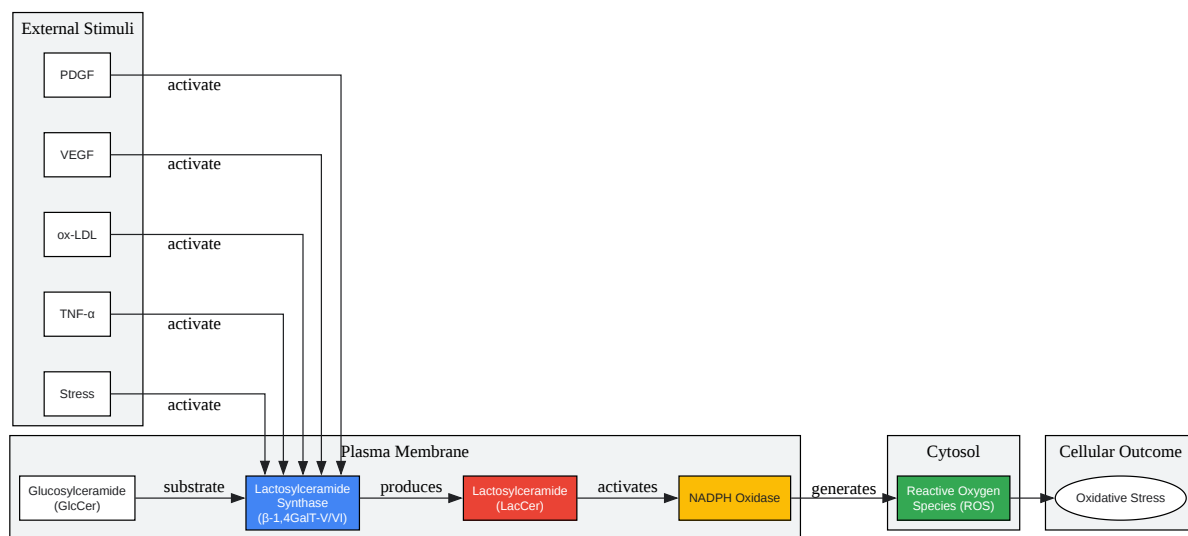 External Stimuli
PDGF
activate
VEGF
activate
ox-LDL
activate
TNF-α
activate
Stress
activate
Plasma Membrane
Glucosylceramide
(GlcCer)
substrate
Lactosylceramide
Synthase
(β-1,4GalT-V/VI)
produces
Lactosylceramide
(LacCer)
activates
NADPH Oxidase
generates
Cytosol
Reactive Oxygen
Species (ROS)
Cellular Outcome
Oxidative Stress